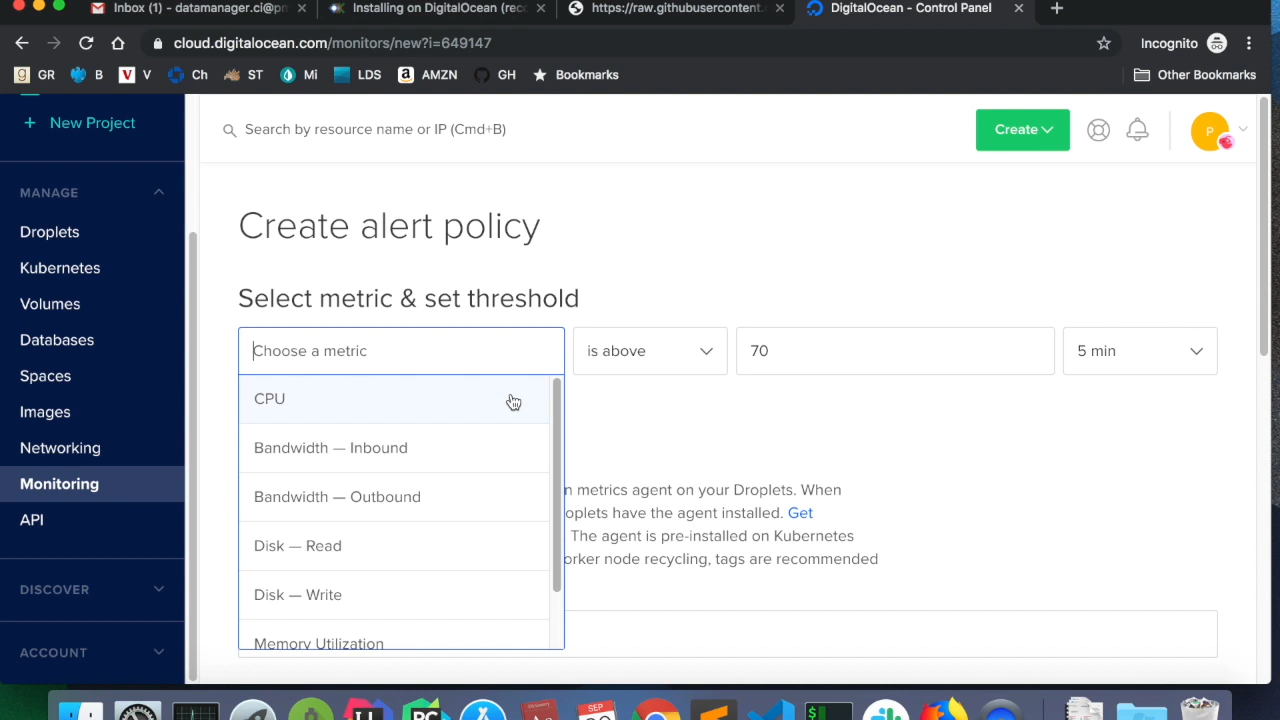 Inbox (?) - datamanager.ci@p
Installing on DigitalOcean (rec
https://raw.githubusercontent.
DigitalOcean - Control Panel
cloud.digitalocean.com/monitors/new?i=649147
Incognito
GR B V Ch ST Mi LDS AMZN GH Bookmarks Other Bookmarks
+ New Project
MANAGE
Droplets
Kubernetes
Volumes
Databases
Spaces
Images
Networking
Monitoring
API
DISCOVER
ACCOUNT
Search by resource name or IP (Cmd+B)
Create
P
Create alert policy
Select metric & set threshold
Choose a metric
is above
70
5 min
CPU
Bandwidth — Inbound
Bandwidth — Outbound
Disk — Read
Disk — Write
Memory Utilization
n metrics agent on your Droplets. When
oplets have the agent installed. Get
The agent is pre-installed on Kubernetes
orker node recycling, tags are recommended
SEP